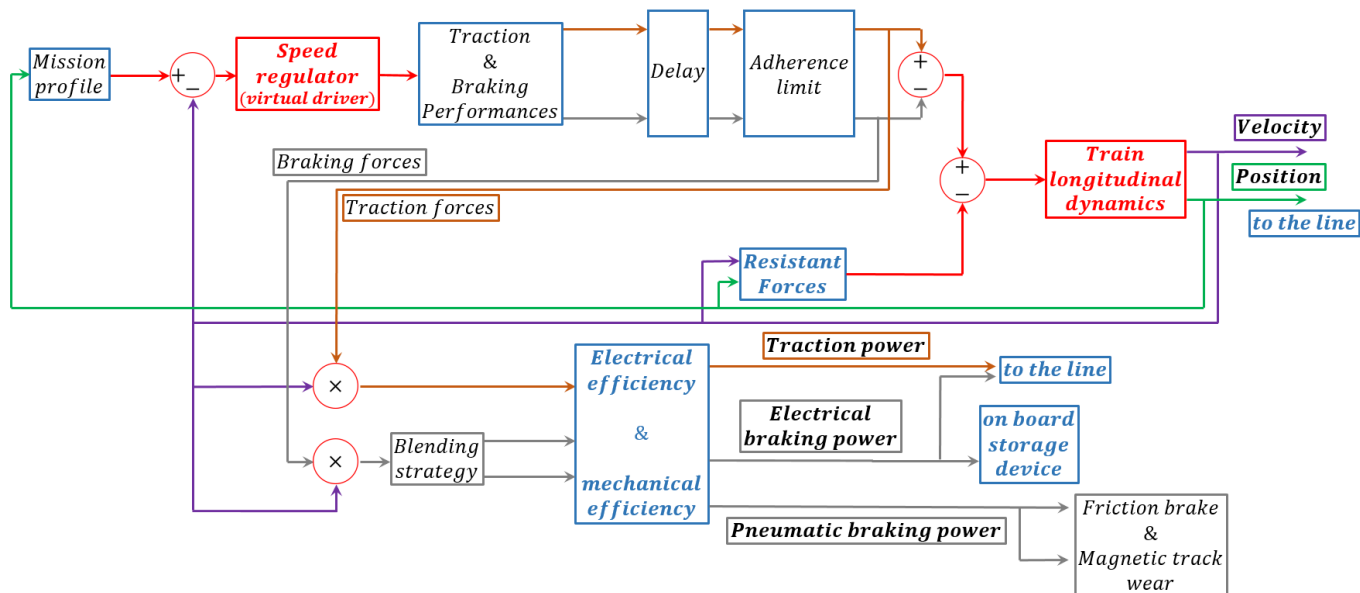 Mission
profile
+
−
Speed
regulator
(virtual driver)
Traction
&
Braking
Performances
Delay
Adherence
limit
+
−
Braking forces
Traction forces
+
−
Train
longitudinal
dynamics
Velocity
Position
to the line
Resistant
Forces
×
×
Blending
strategy
Electrical
efficiency
&
mechanical
efficiency
Traction power
to the line
Electrical
braking power
on board
storage
device
Pneumatic braking power
Friction brake
&
Magnetic track
wear